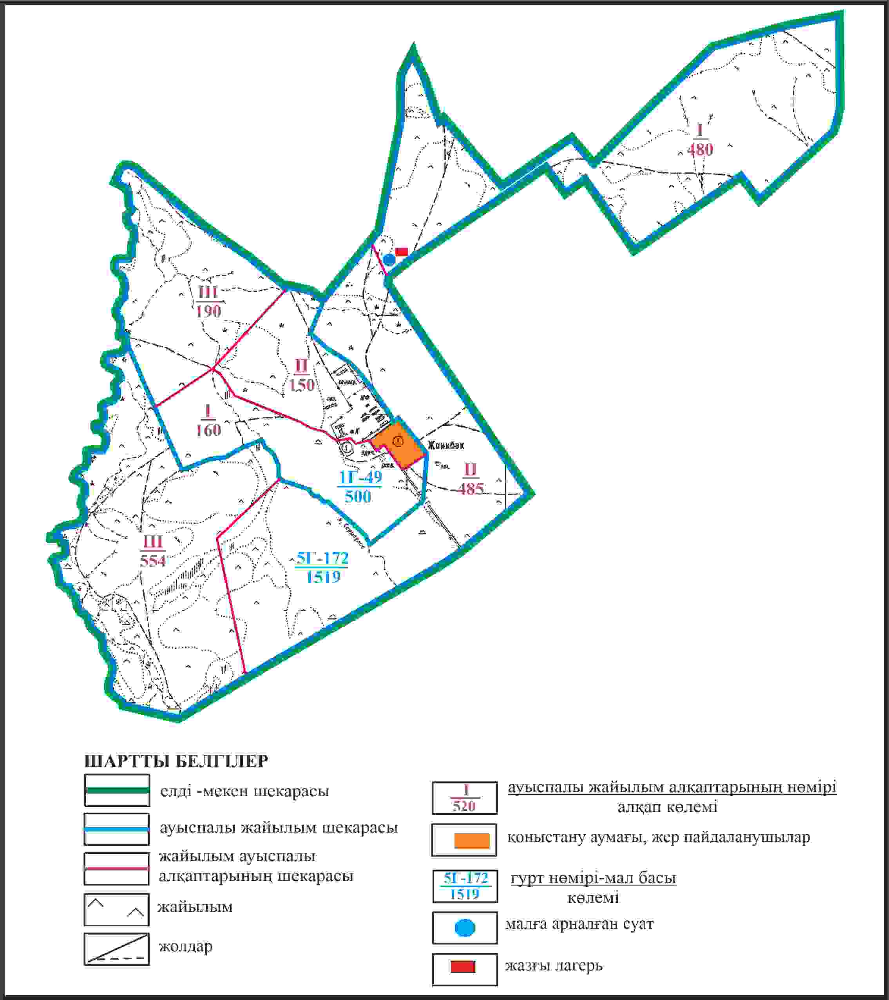 I
480
III
190
II
150
I
160
Жанибек
II
485
1Г-49
500
III
554
5Г-172
1519
ШАРТТЫ БЕЛГІЛЕР
елді -мекен шекарасы
ауыспалы жайылым шекарасы
жайылым ауыспалы
алқаптарының шекарасы
жайылым
жолдар
I
520
ауыспалы жайылым алқаптарының нөмірі
алқап көлемі
қоныстану аумағы, жер пайдаланушылар
5Г-172
1519
гурт нөмірі-мал басы
көлемі
малға арналған суат
жазғы лагерь